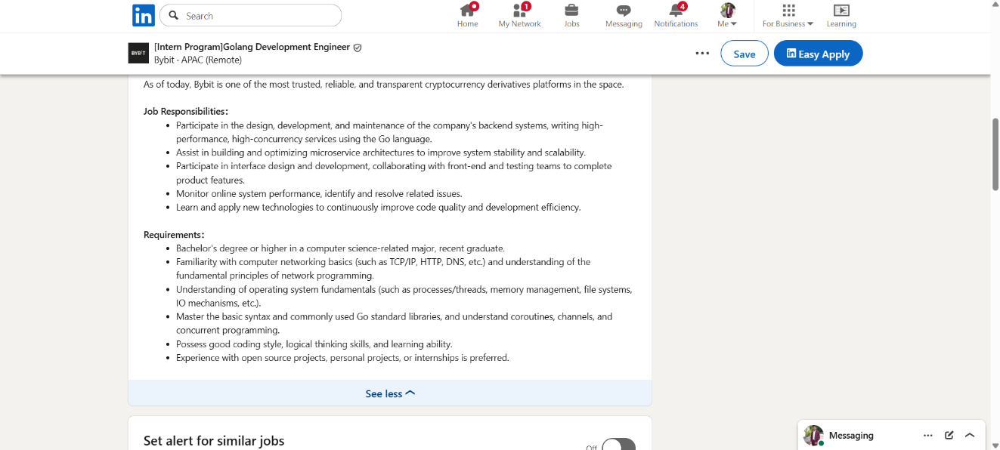 in
Search
1
4
Home
My Network
Jobs
Messaging
Notifications
Me
For Business
Learning
BYBIT
[Intern Program]Golang Development Engineer
Bybit · APAC (Remote)
Save
in Easy Apply
As of today, Bybit is one of the most trusted, reliable, and transparent cryptocurrency derivatives platforms in the space.
Job Responsibilities:
• Participate in the design, development, and maintenance of the company's backend systems, writing high-
performance, high-concurrency services using the Go language.
• Assist in building and optimizing microservice architectures to improve system stability and scalability.
• Participate in interface design and development, collaborating with front-end and testing teams to complete
product features.
• Monitor online system performance, identify and resolve related issues.
• Learn and apply new technologies to continuously improve code quality and development efficiency.
Requirements:
• Bachelor's degree or higher in a computer science-related major, recent graduate.
• Familiarity with computer networking basics (such as TCP/IP, HTTP, DNS, etc.) and understanding of the
fundamental principles of network programming.
• Understanding of operating system fundamentals (such as processes/threads, memory management, file systems,
IO mechanisms, etc.).
• Master the basic syntax and commonly used Go standard libraries, and understand coroutines, channels, and
concurrent programming.
• Possess good coding style, logical thinking skills, and learning ability.
• Experience with open source projects, personal projects, or internships is preferred.
See less
Set alert for similar jobs
Off
Messaging